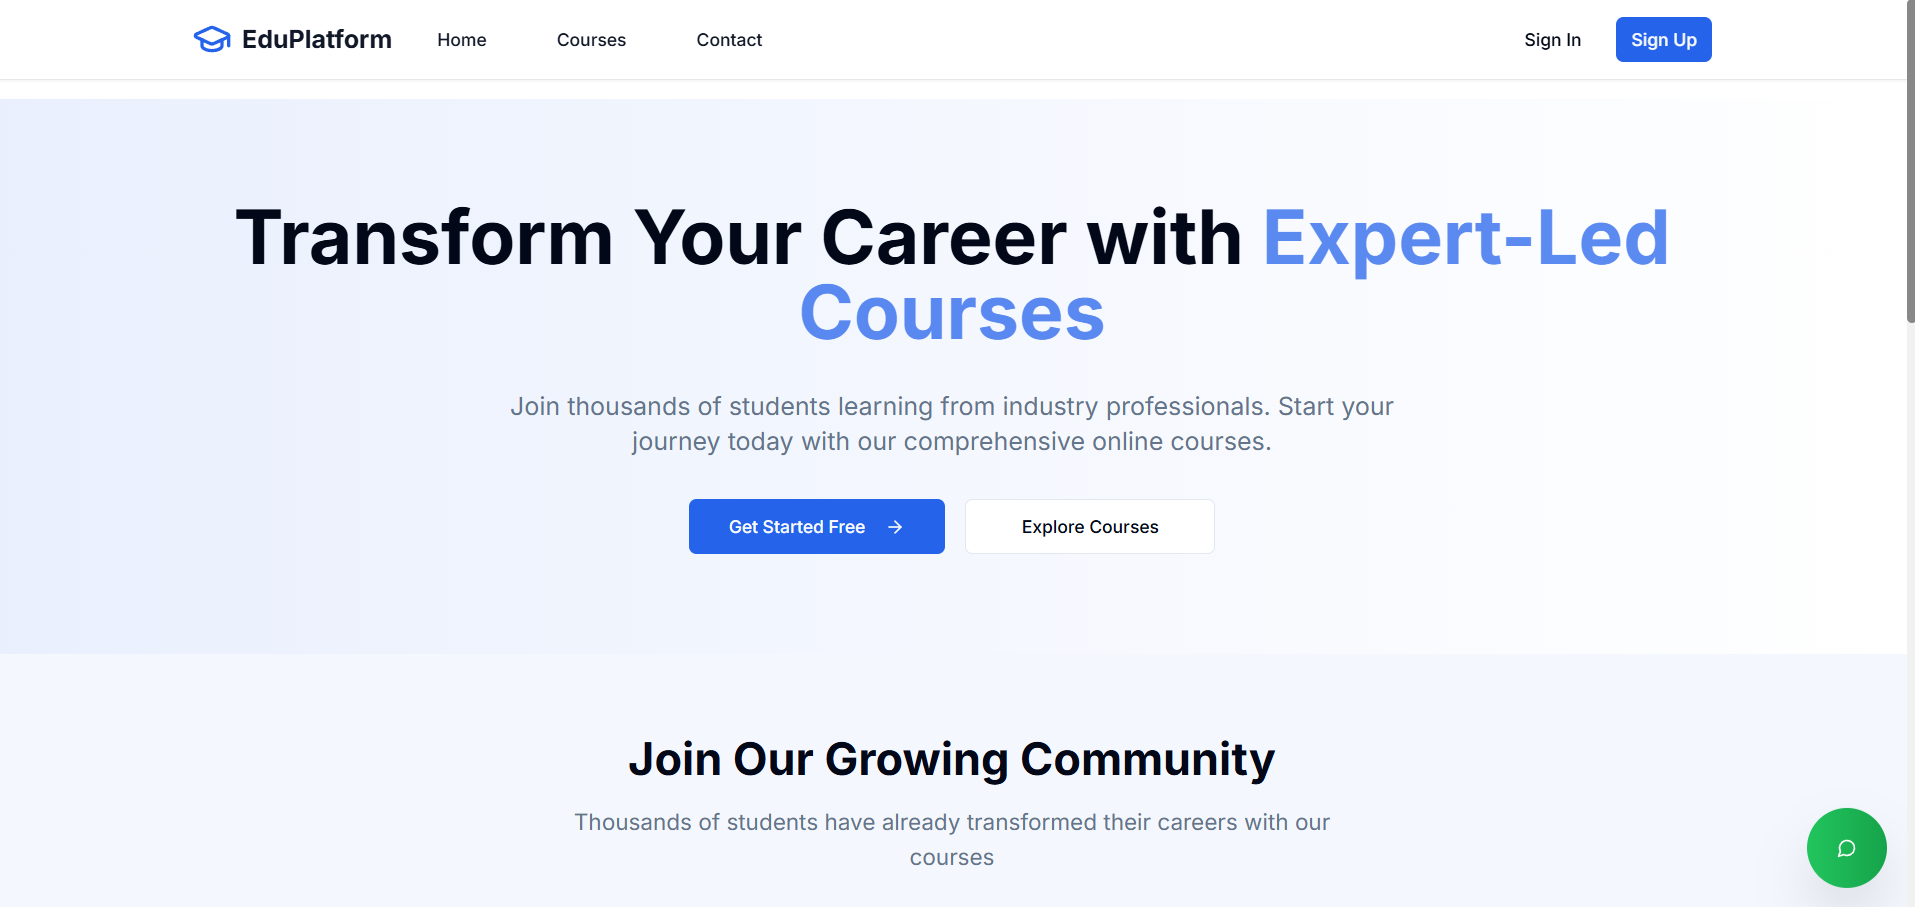 EduPlatform
Home
Courses
Contact
Sign In
Sign Up
Transform Your Career with Expert-Led
Courses
Join thousands of students learning from industry professionals. Start your
journey today with our comprehensive online courses.
Get Started Free
Explore Courses
Join Our Growing Community
Thousands of students have already transformed their careers with our
courses